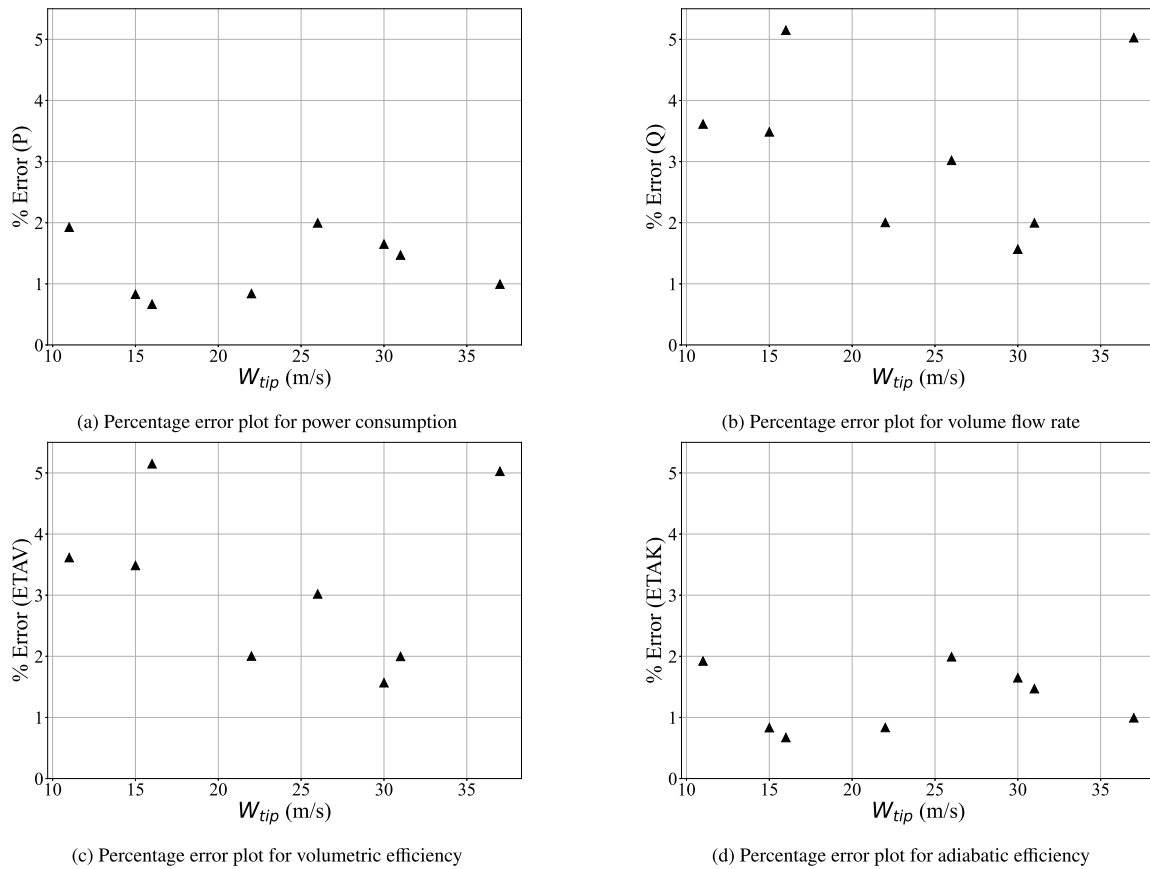 5
4
3
2
1
0
% Error (P)
10 15 20 25 30 35
W_tip (m/s)
(a) Percentage error plot for power consumption
5
4
3
2
1
0
% Error (Q)
10 15 20 25 30 35
W_tip (m/s)
(b) Percentage error plot for volume flow rate
5
4
3
2
1
0
% Error (ETAV)
10 15 20 25 30 35
W_tip (m/s)
(c) Percentage error plot for volumetric efficiency
5
4
3
2
1
0
% Error (ETAK)
10 15 20 25 30 35
W_tip (m/s)
(d) Percentage error plot for adiabatic efficiency